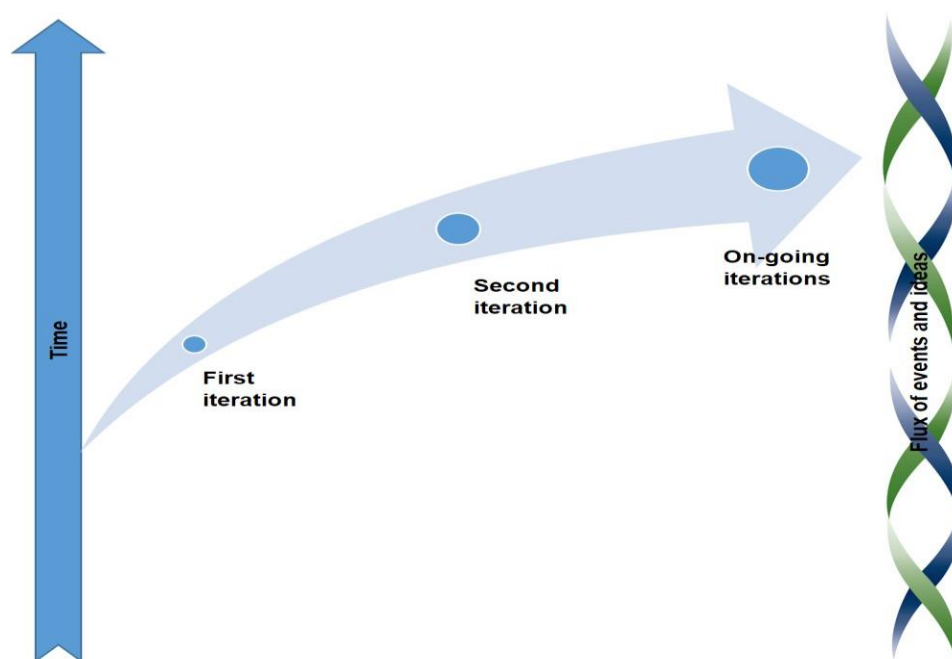 Time
First
iteration
Second
iteration
On-going
iterations
Flux of events and ideas